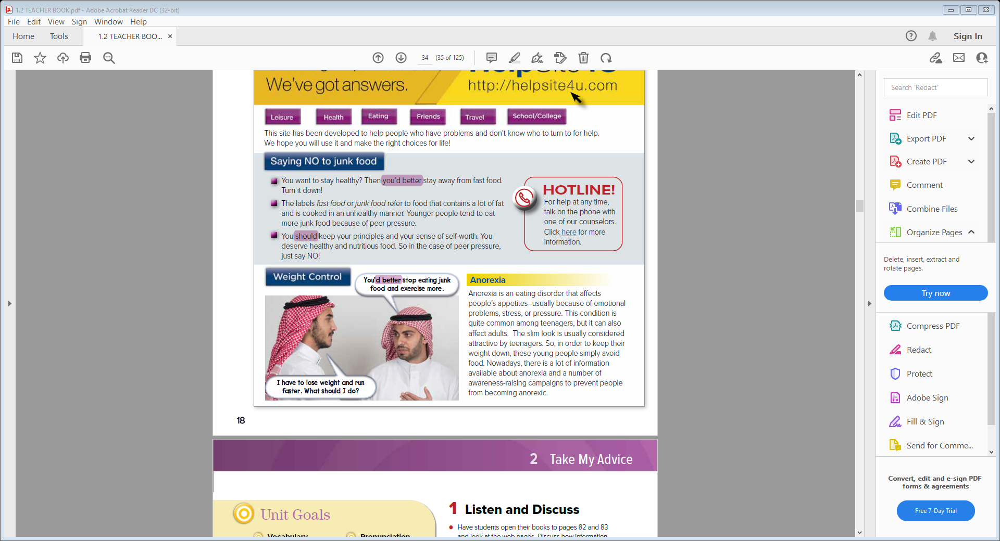 1.2 TEACHER BOOK.pdf - Adobe Acrobat Reader DC (32-bit)
File Edit View Sign Window Help
Home Tools 1.2 TEACHER BOO... ×
Sign In
34 (35 of 125)
We've got answers.
http://helpsite4u.com
Leisure Health Eating Friends Travel School/College
This site has been developed to help people who have problems and don't know who to turn to for help.
We hope you will use it and make the right choices for life!
Saying NO to junk food
You want to stay healthy? Then you'd better stay away from fast food.
Turn it down!
The labels fast food or junk food refer to food that contains a lot of fat
and is cooked in an unhealthy manner. Younger people tend to eat
more junk food because of peer pressure.
You should keep your principles and your sense of self-worth. You
deserve healthy and nutritious food. So in the case of peer pressure,
just say NO!
HOTLINE!
For help at any time,
talk on the phone with
one of our counselors.
Click here for more
information.
Weight Control
You'd better stop eating junk
food and exercise more.
I have to lose weight and run
faster. What should I do?
Anorexia
Anorexia is an eating disorder that affects
people's appetites–usually because of emotional
problems, stress, or pressure. This condition is
quite common among teenagers, but it can also
affect adults. The slim look is usually considered
attractive by teenagers. So, in order to keep their
weight down, these young people simply avoid
food. Nowadays, there is a lot of information
available about anorexia and a number of
awareness-raising campaigns to prevent people
from becoming anorexic.
18
2 Take My Advice
Unit Goals
Vocabulary Pronunciation
1 Listen and Discuss
• Have students open their books to pages 82 and 83
and look at the web pages. Discuss how information
Search 'Redact'
Edit PDF
Export PDF
Create PDF
Comment
Combine Files
Organize Pages
Delete, insert, extract and
rotate pages.
Try now
Compress PDF
Redact
Protect
Adobe Sign
Fill & Sign
Send for Comme...
Convert, edit and e-sign PDF
forms & agreements
Free 7-Day Trial